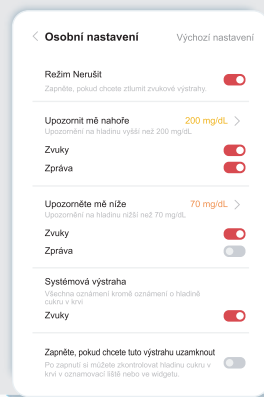 Osobní nastavení
Výchozí nastavení
Režim Nerušit
Zapněte, pokud chcete ztlumit zvukové výstrahy.
Upozornit mě nahoře 200 mg/dL
Upozornění na hladinu vyšší než 200 mg/dL
Zvuky
Zpráva
Upozorněte mě níže 70 mg/dL
Upozornění na hladinu nižší než 70 mg/dL
Zvuky
Zpráva
Systémová výstraha
Všechna oznámení kromě oznámení o hladině
cukru v krvi
Zvuky
Zapněte, pokud chcete tuto výstrahu uzamknout
Po zapnutí si můžete zkontrolovat hladinu cukru v
krvi v oznamovací liště nebo ve widgetu.